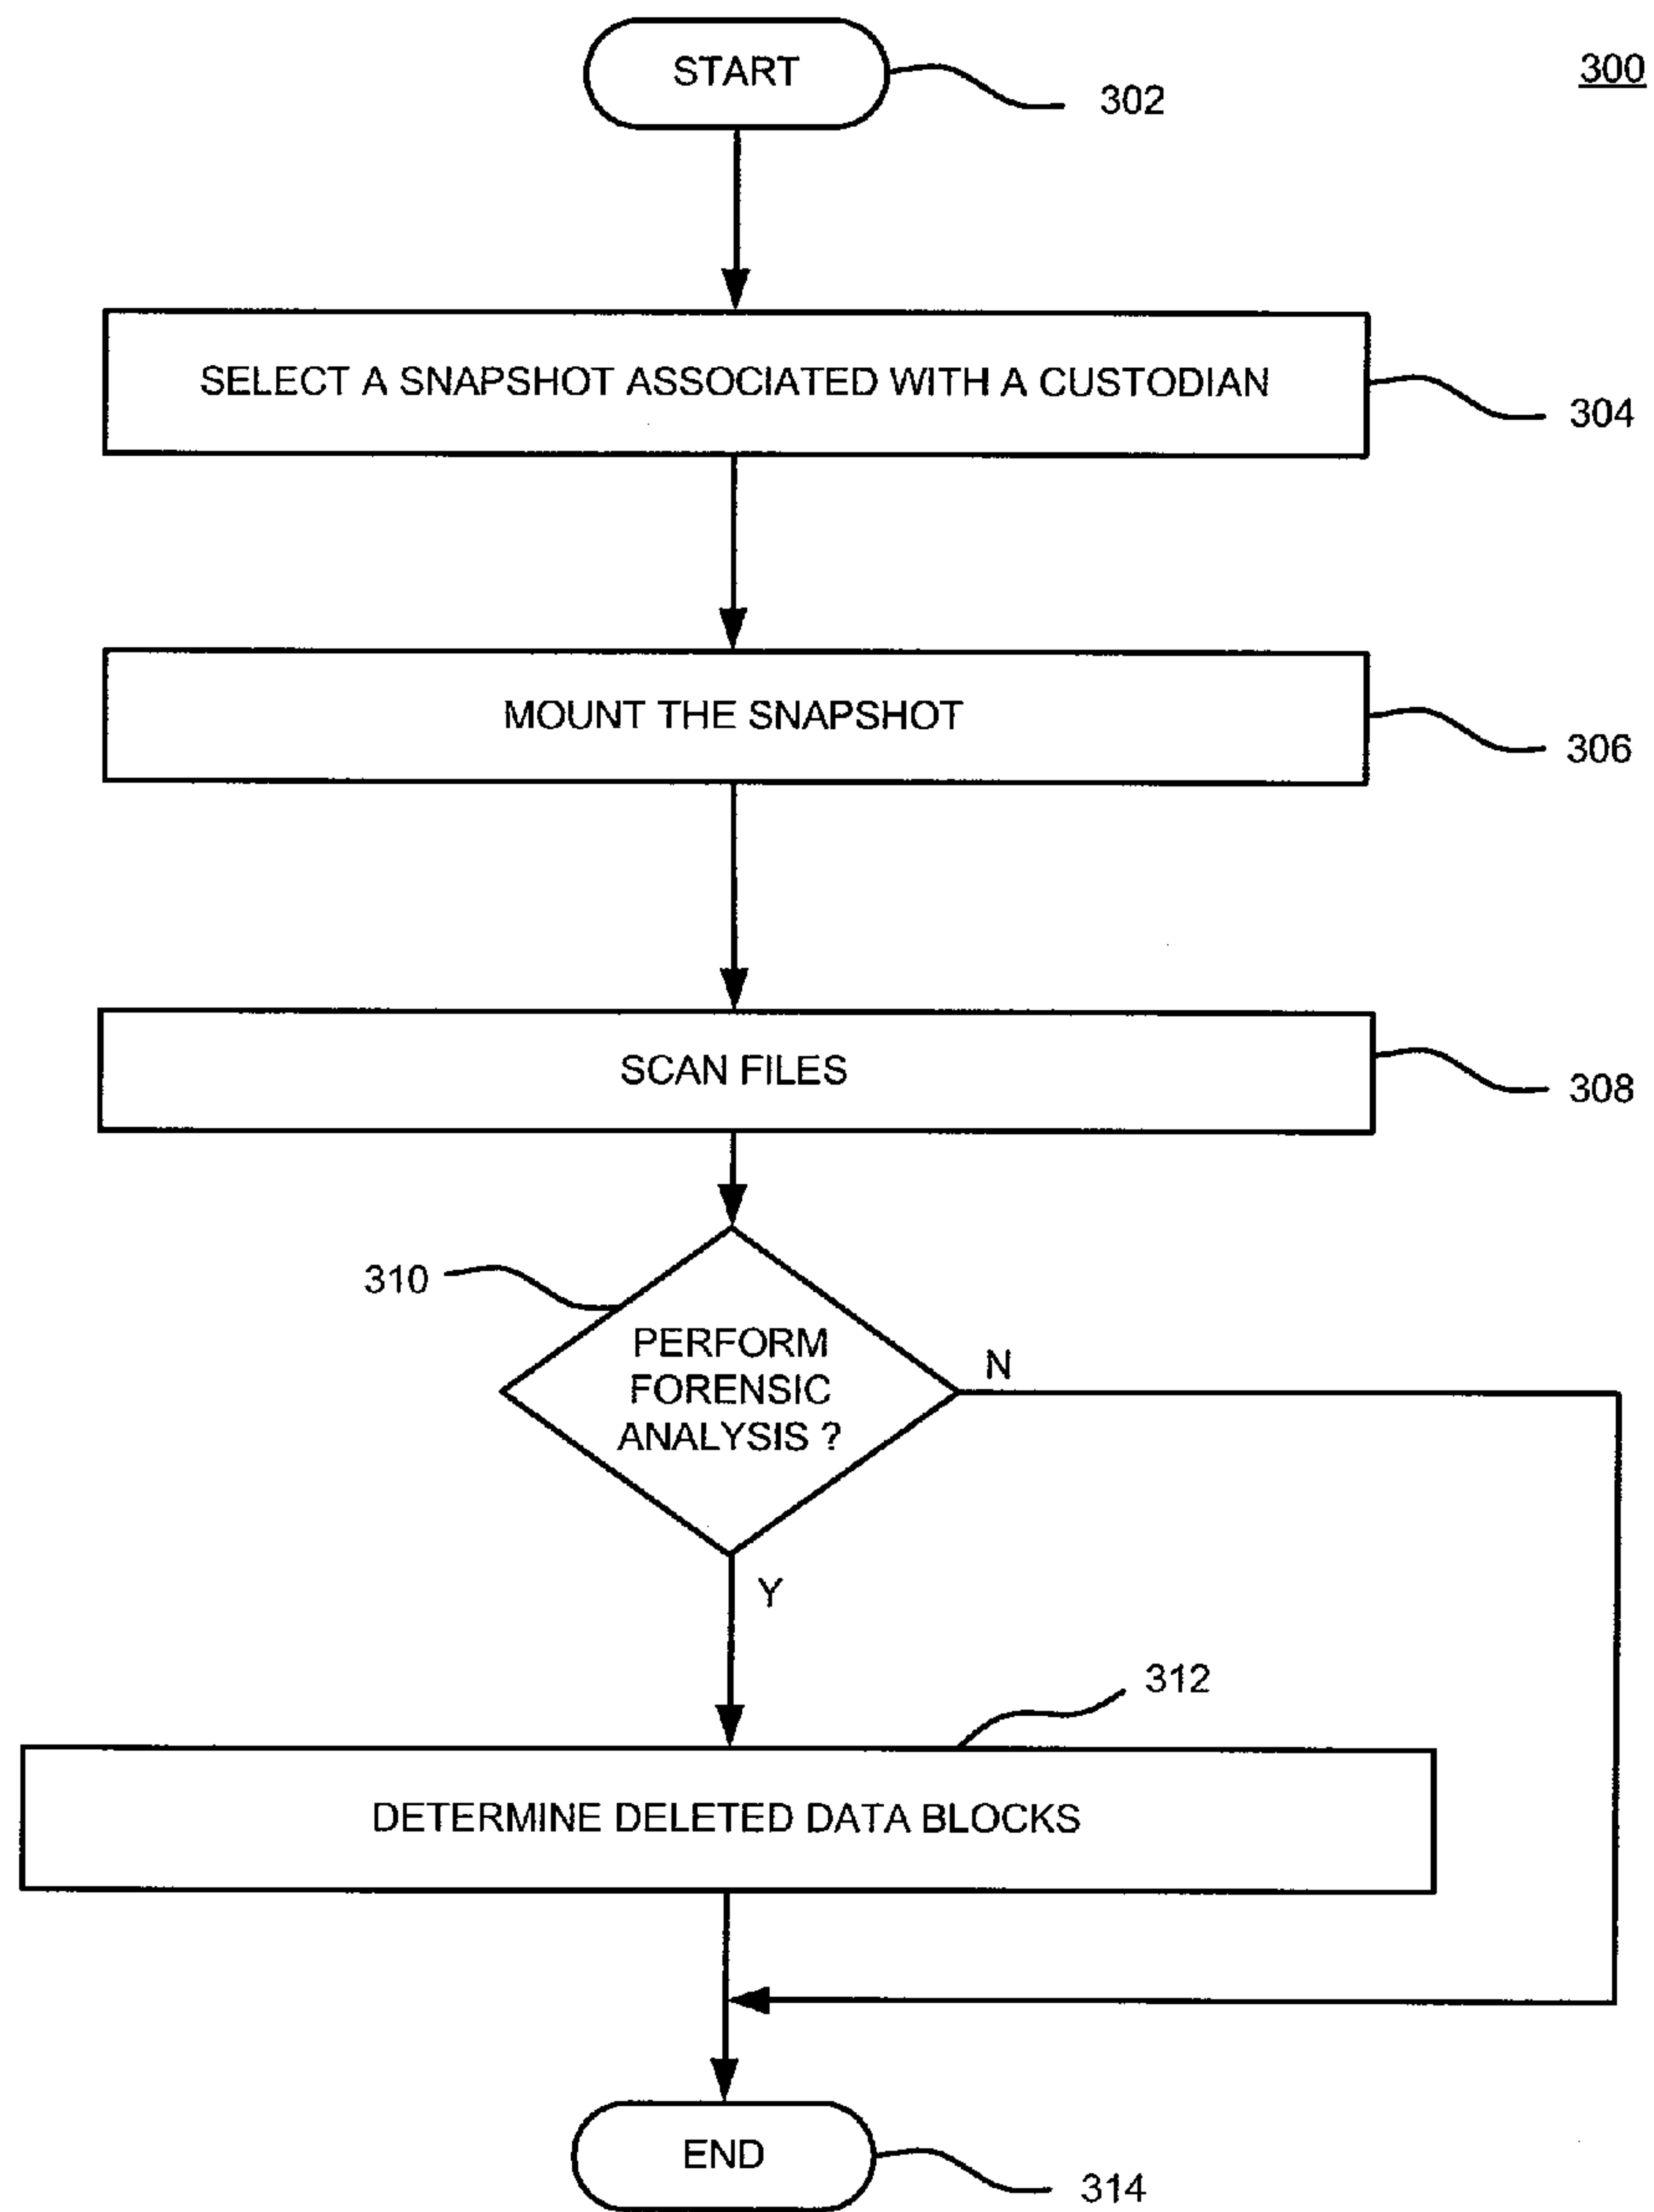 START
300
302
SELECT A SNAPSHOT ASSOCIATED WITH A CUSTODIAN
304
MOUNT THE SNAPSHOT
306
SCAN FILES
308
310
PERFORM
FORENSIC
ANALYSIS ?
N
Y
312
DETERMINE DELETED DATA BLOCKS
END
314